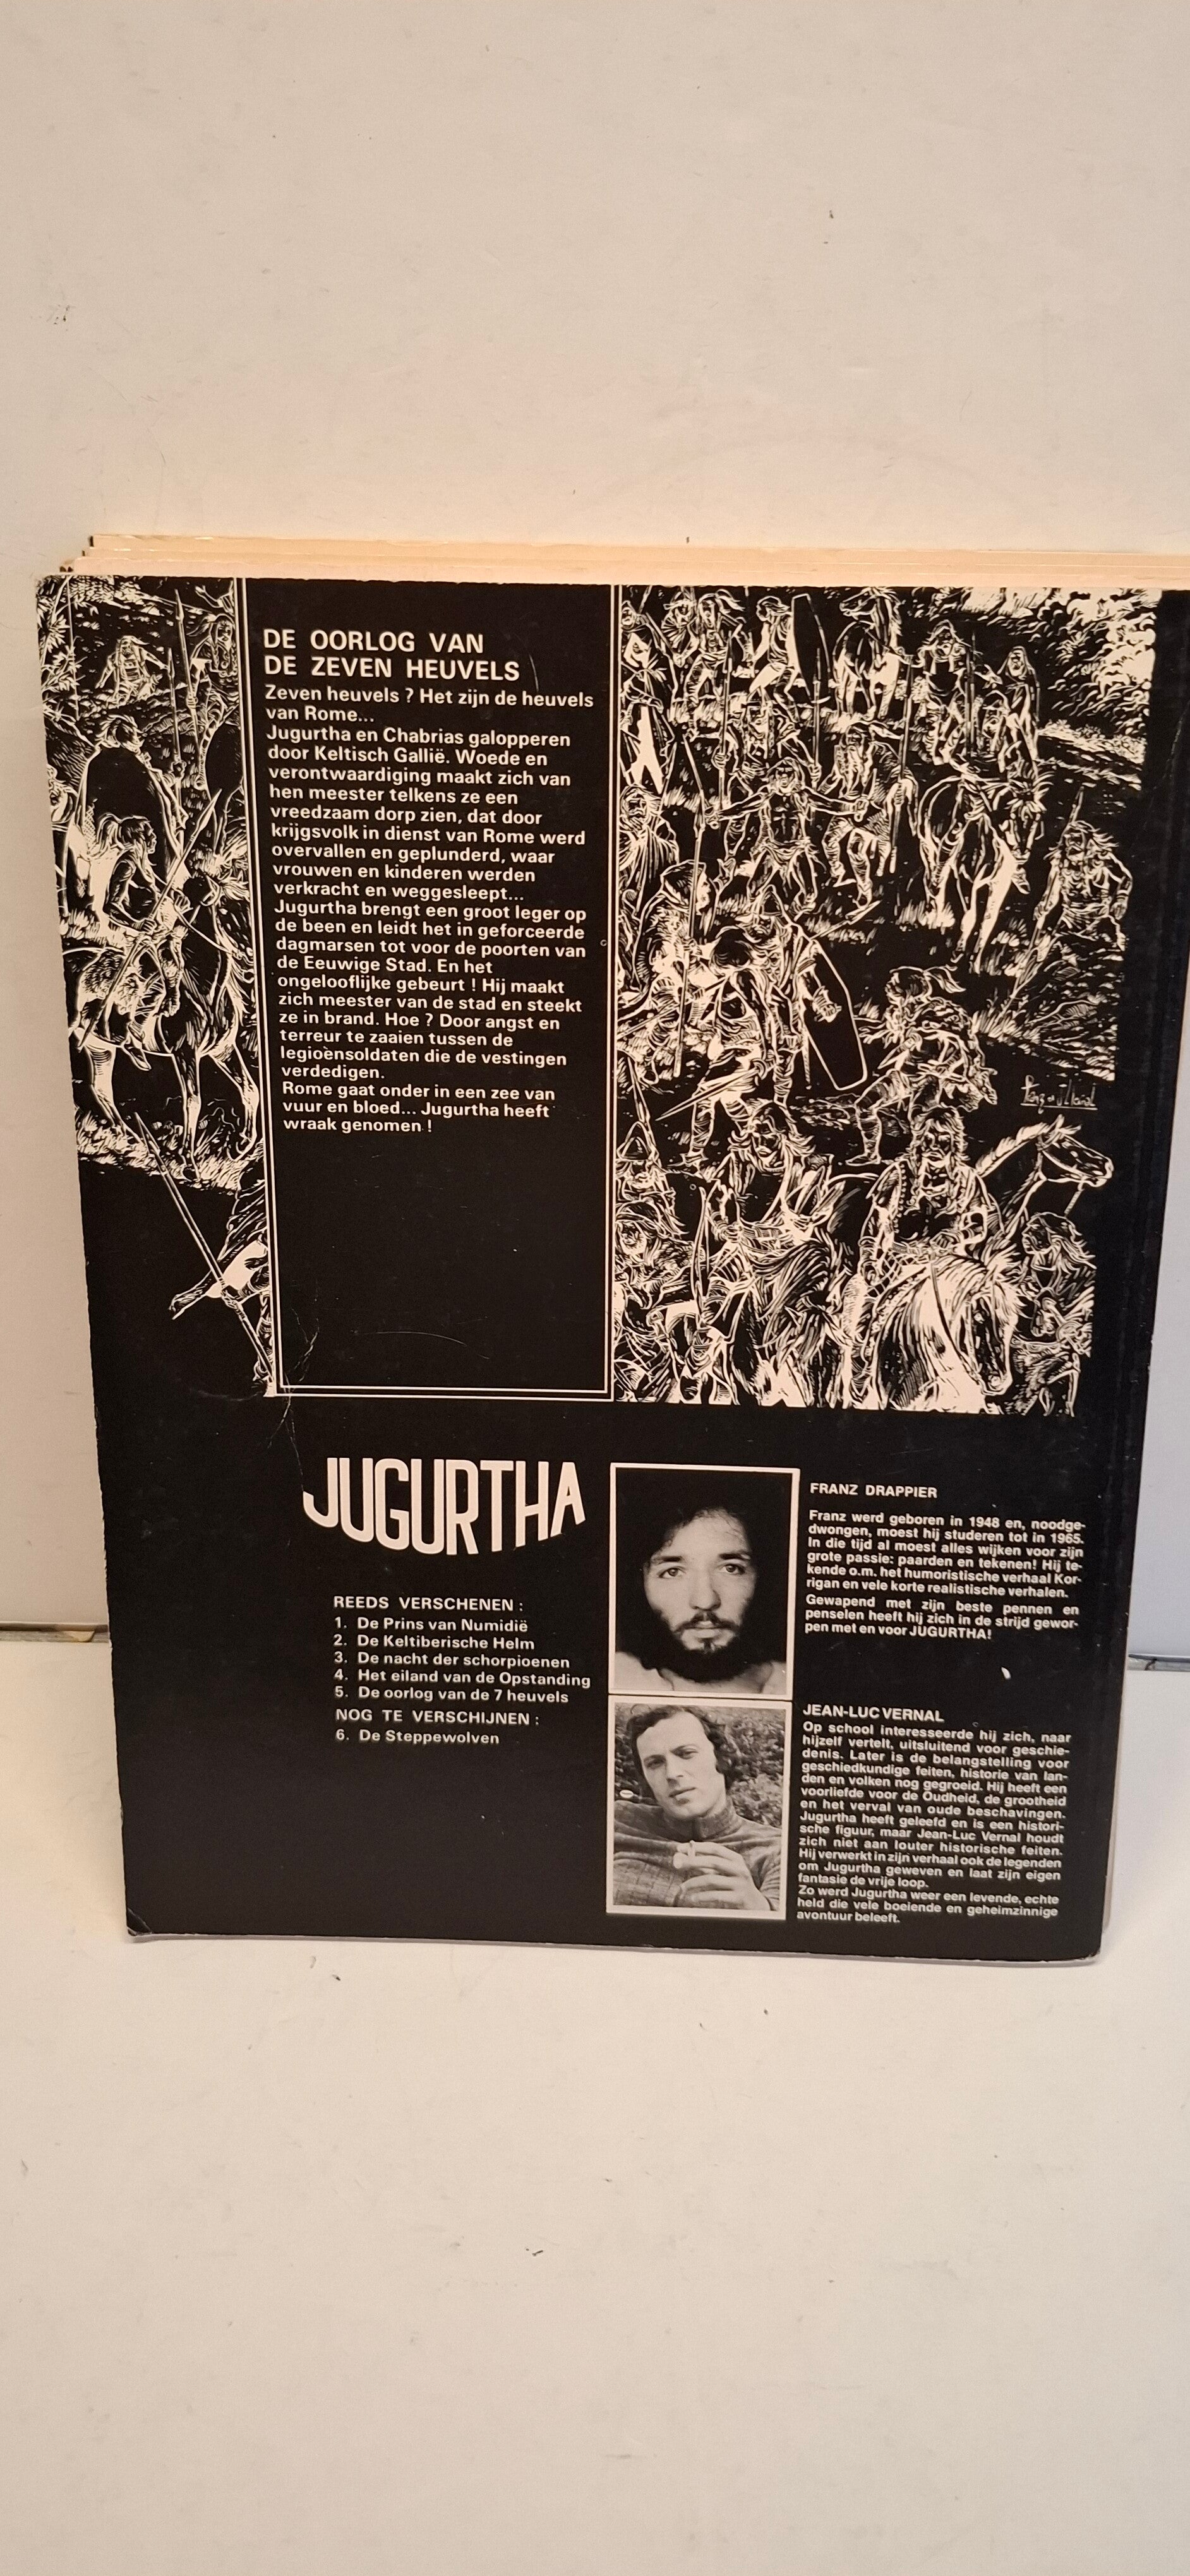 DE OORLOG VAN
DE ZEVEN HEUVELS
Zeven heuvels ? Het zijn de heuvels
van Rome...
Jugurtha en Chabrias galopperen
door Keltisch Gallië. Woede en
verontwaardiging maakt zich van
hen meester telkens ze een
vreedzaam dorp zien, dat door
krijgsvolk in dienst van Rome werd
overvallen en geplunderd, waar
vrouwen en kinderen werden
verkracht en weggesleept...
Jugurtha brengt een groot leger op
de been en leidt het in geforceerde
dagmarsen tot voor de poorten van
de Eeuwige Stad. En het
ongelooflijke gebeurt ! Hij maakt
zich meester van de stad en steekt
ze in brand. Hoe ? Door angst en
terreur te zaaien tussen de
legioènsoldaten die de vestingen
verdedigen.
Rome gaat onder in een zee van
vuur en bloed... Jugurtha heeft
wraak genomen !
JUGURTHA
REEDS VERSCHENEN :
1. De Prins van Numidië
2. De Keltiberische Helm
3. De nacht der schorpioenen
4. Het eiland van de Opstanding
5. De oorlog van de 7 heuvels
NOG TE VERSCHIJNEN :
6. De Steppewolven
FRANZ DRAPPIER
Franz werd geboren in 1948 en, noodge-
dwongen, moest hij studeren tot in 1965.
In die tijd al moest alles wijken voor zijn
grote passie: paarden en tekenen! Hij te-
kende o.m. het humoristische verhaal Kor-
rigan en vele korte realistische verhalen.
Gewapend met zijn beste pennen en
penselen heeft hij zich in de strijd gewor-
pen met en voor JUGURTHA!
JEAN-LUC VERNAL
Op school interesseerde hij zich, naar
hijzelf vertelt, uitsluitend voor geschie-
denis. Later is de belangstelling voor
geschiedkundige feiten, historie van lan-
den en volken nog gegroeid. Hij heeft een
voorliefde voor de Oudheid, de grootheid
en het verval van oude beschavingen.
Jugurtha heeft geleefd en is een histori-
sche figuur, maar Jean-Luc Vernal houdt
zich niet aan louter historische feiten.
Hij verwerkt in zijn verhaal ook de legenden
om Jugurtha geweven en laat zijn eigen
fantasie de vrije loop.
Zo werd Jugurtha weer een levende, echte
held die vele boeiende en geheimzinnige
avontuur beleeft.